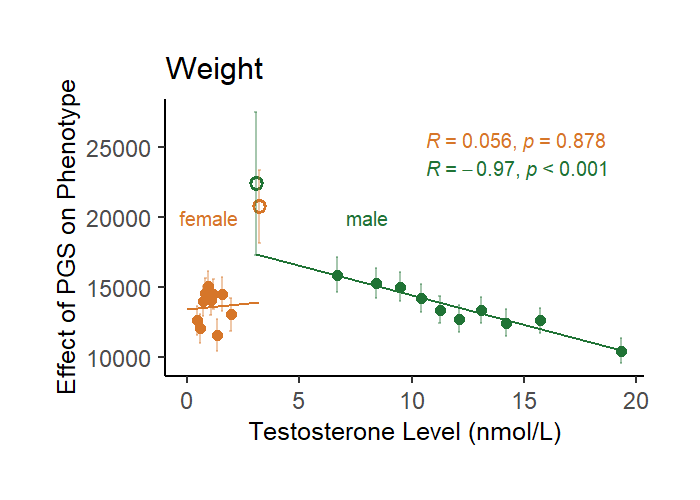 Weight
Effect of PGS on Phenotype
25000
20000
15000
10000
R = 0.056, p = 0.878
R = −0.97, p < 0.001
female
male
0 5 10 15 20
Testosterone Level (nmol/L)